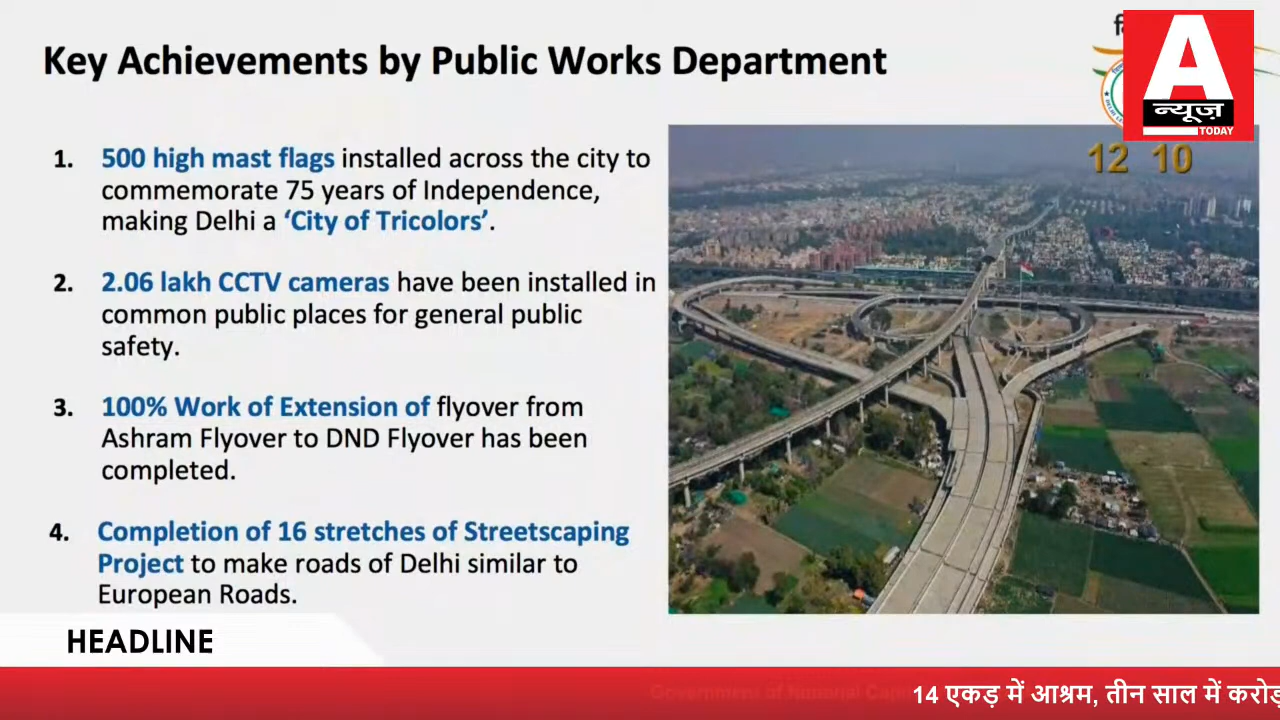 Key Achievements by Public Works Department
A
न्यूज़
TODAY
12 10
1. 500 high mast flags installed across the city to
commemorate 75 years of Independence,
making Delhi a ‘City of Tricolors’.
2. 2.06 lakh CCTV cameras have been installed in
common public places for general public
safety.
3. 100% Work of Extension of flyover from
Ashram Flyover to DND Flyover has been
completed.
4. Completion of 16 stretches of Streetscaping
Project to make roads of Delhi similar to
European Roads.
HEADLINE
Government of National
14 एकड़ में आश्रम, तीन साल में करोड़